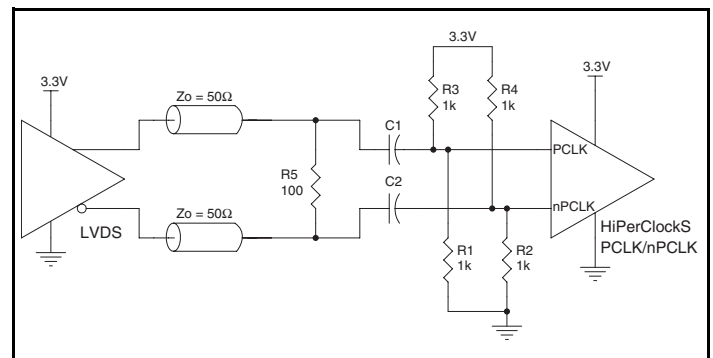 3.3V
3.3V
3.3V
Zo = 50Ω
R3
1k
R4
1k
C1
PCLK
R5
100
C2
nPCLK
Zo = 50Ω
LVDS
HiPerClockS
PCLK/nPCLK
R1
1k
R2
1k